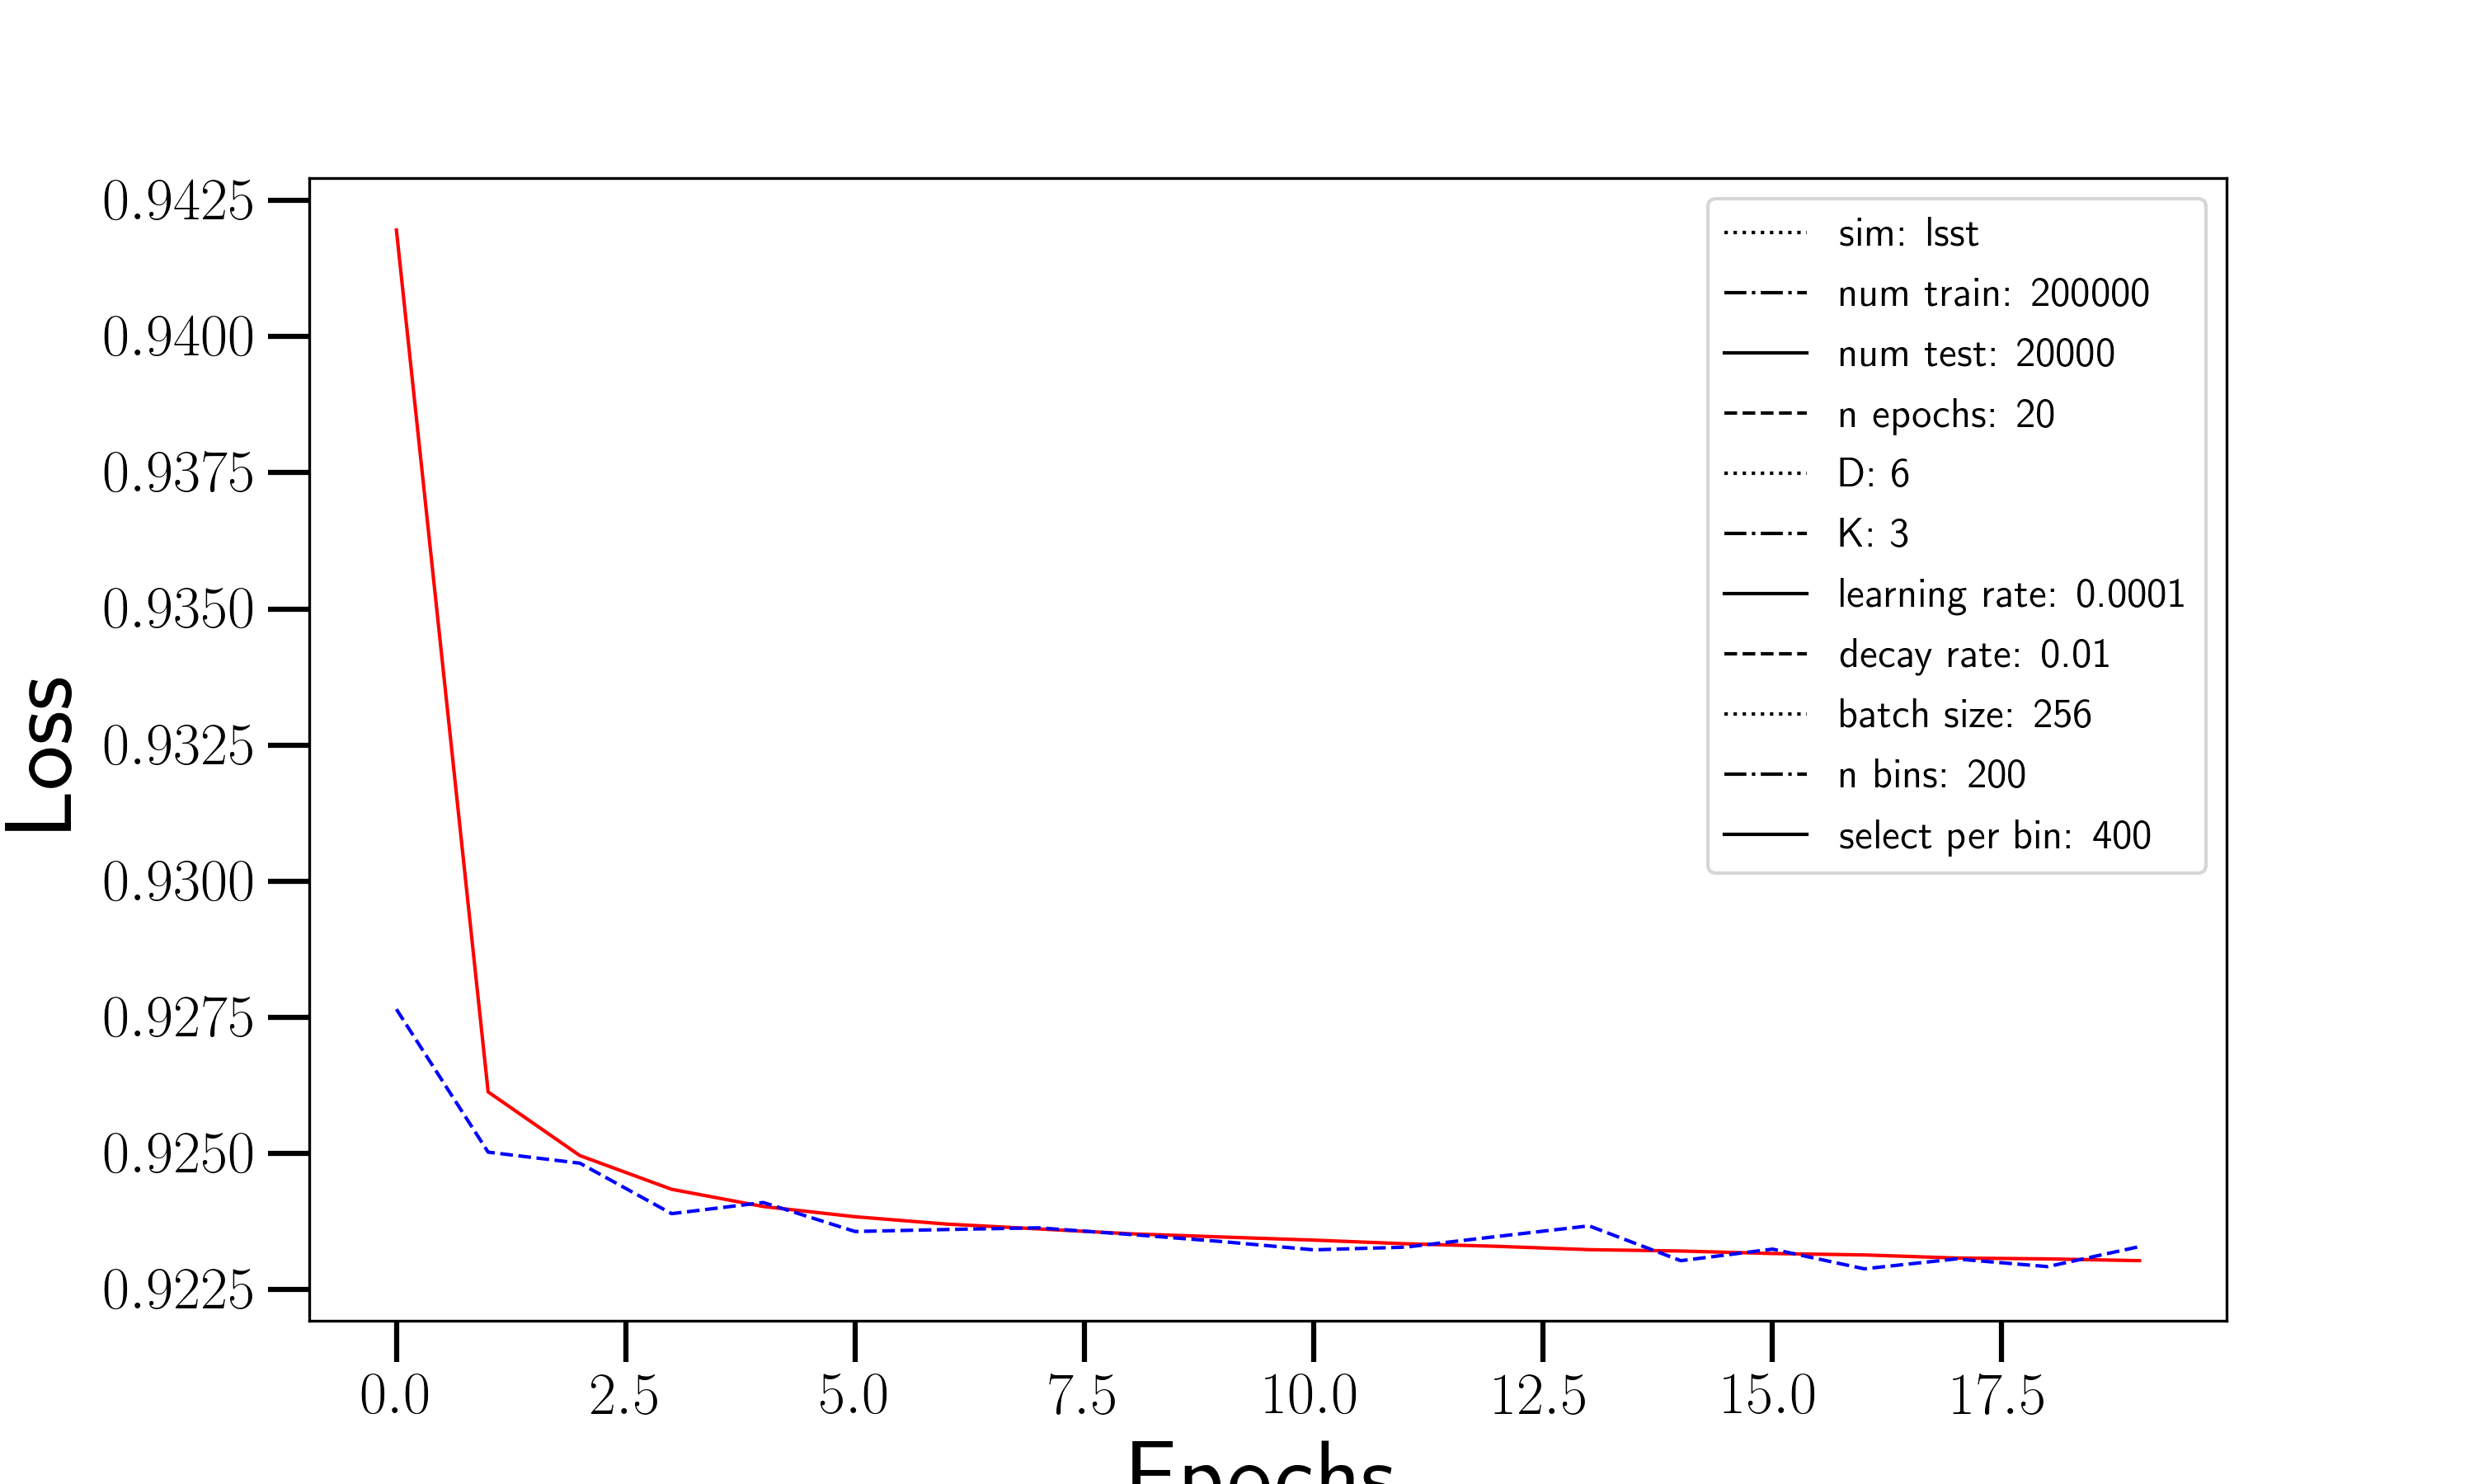 0.9425
0.9400
0.9375
0.9350
0.9325
0.9300
0.9275
0.9250
0.9225
Loss
sim: lsst
num train: 200000
num test: 20000
n epochs: 20
D: 6
K: 3
learning rate: 0.0001
decay rate: 0.01
batch size: 256
n bins: 200
select per bin: 400
0.0 2.5 5.0 7.5 10.0 12.5 15.0 17.5
Epochs